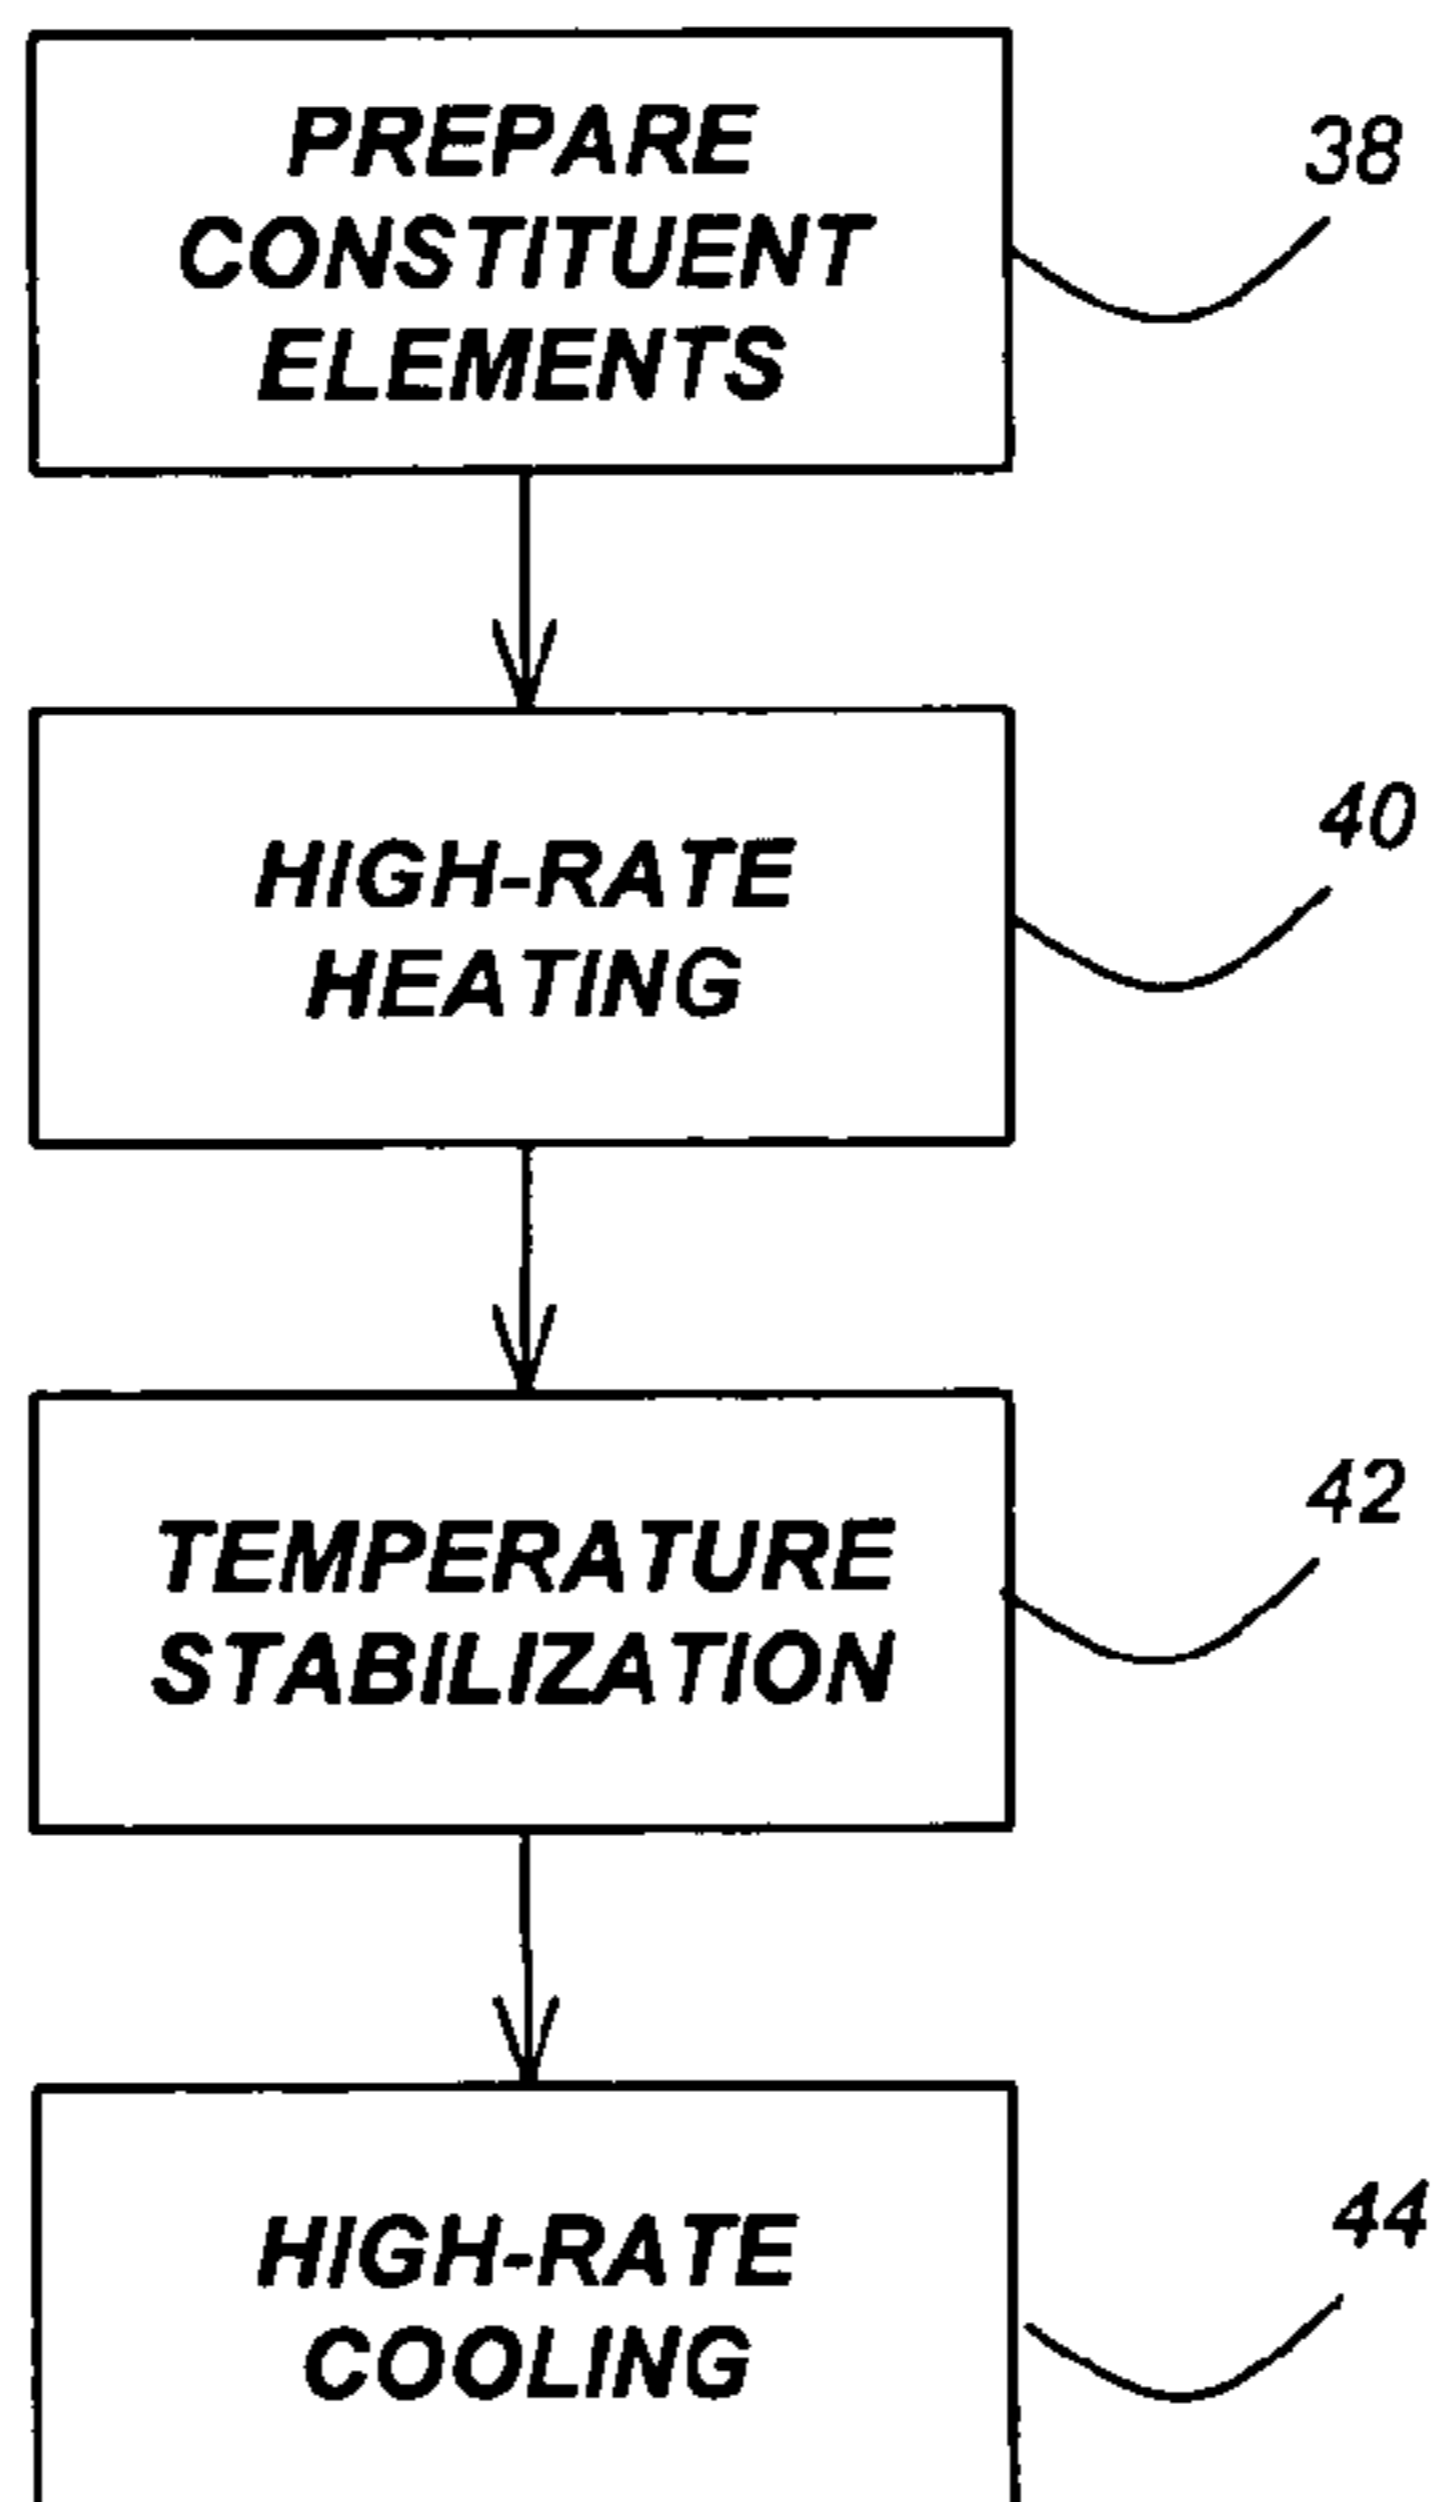 PREPARE
CONSTITUENT
ELEMENTS
38
HIGH-RATE
HEATING
40
TEMPERATURE
STABILIZATION
42
HIGH-RATE
COOLING
44